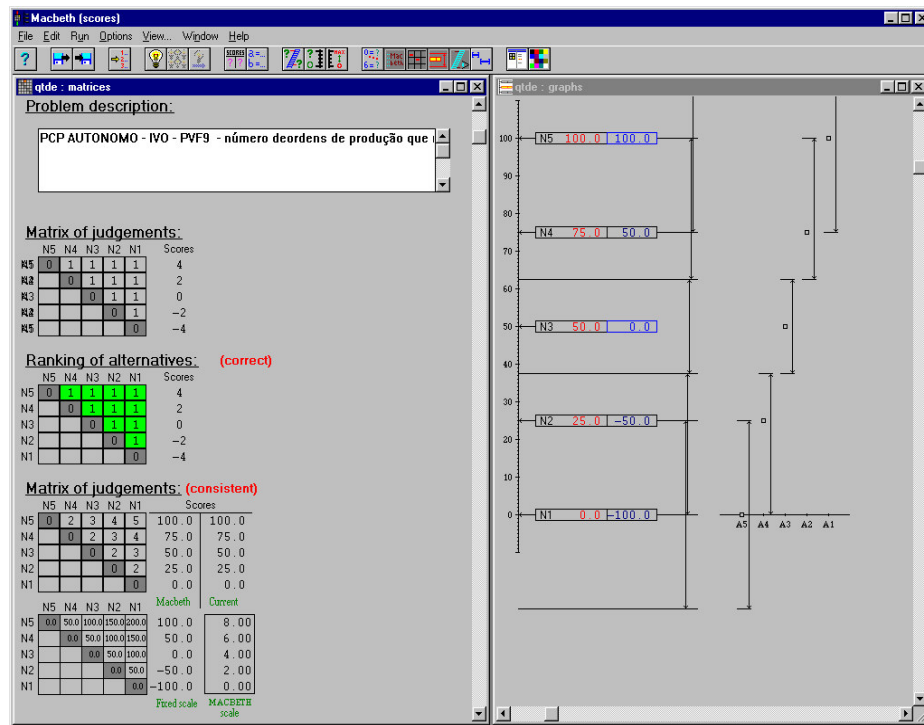 Macbeth (scores)
File Edit Run Options View... Window Help
qtde : matrices
Problem description:
PCP AUTONOMO - IVO - PVF9 - número deordens de produção que
Matrix of judgements:
N5 N4 N3 N2 N1 Scores
0 1 1 1 1 4
0 1 1 1 2
0 1 1 0
0 1 -2
0 -4
Ranking of alternatives: (correct)
N5 N4 N3 N2 N1 Scores
N5 0 1 1 1 1 4
N4 0 1 1 1 2
N3 0 1 1 0
N2 0 1 -2
N1 0 -4
Matrix of judgements: (consistent)
N5 N4 N3 N2 N1 Scores
N5 0 2 3 4 5 100.0 100.0
N4 0 2 3 4 75.0 75.0
N3 0 2 3 50.0 50.0
N2 0 2 25.0 25.0
N1 0 0.0 0.0
Macbeth Current
N5 N4 N3 N2 N1
N5 0.0 50.0 100.0 150.0 200.0 100.0 8.00
N4 0.0 50.0 100.0 150.0 50.0 6.00
N3 0.0 50.0 100.0 0.0 4.00
N2 0.0 50.0 -50.0 2.00
N1 0.0 -100.0 0.00
Fixed scale MACBETH
scale
qtde : graphs
100 N5 100.0 100.0
90
80
N4 75.0 50.0
70
60
50 N3 50.0 0.0
40
30
N2 25.0 -50.0
20
10
0 N1 0.0 -100.0
A5 A4 A3 A2 A1